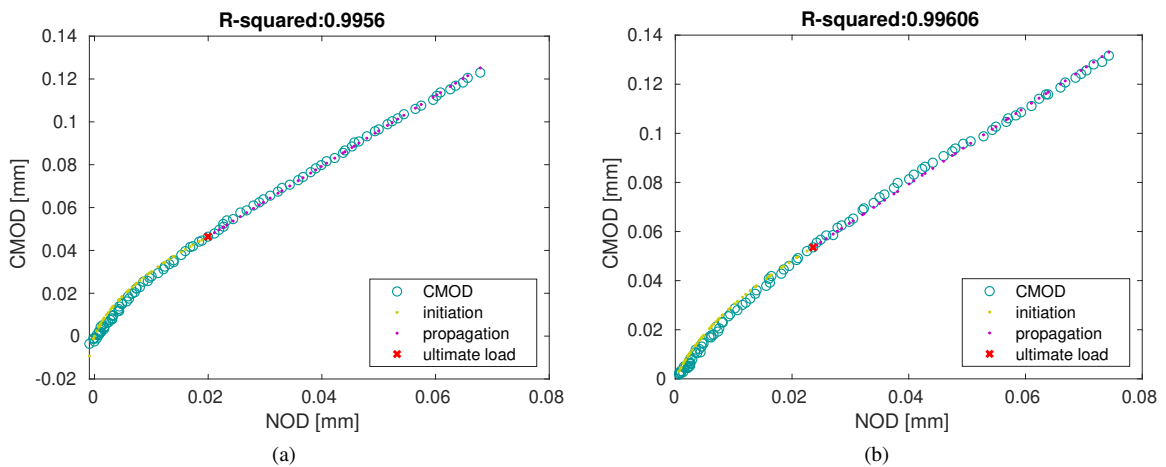 R-squared:0.9956
0.14
0.12
0.1
0.08
0.06
0.04
0.02
0
-0.02
CMOD [mm]
CMOD
initiation
propagation
ultimate load
0 0.02 0.04 0.06 0.08
NOD [mm]
(a)
R-squared:0.99606
0.14
0.12
0.1
0.08
0.06
0.04
0.02
0
CMOD [mm]
CMOD
initiation
propagation
ultimate load
0 0.02 0.04 0.06 0.08
NOD [mm]
(b)